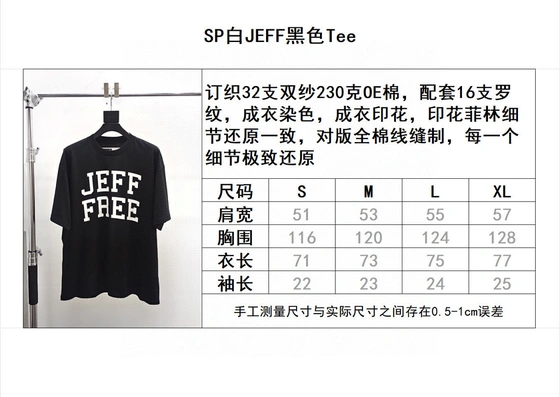 SP白JEFF黑色Tee
订织32支双纱230克OE棉，配套16支罗
纹，成衣染色，成衣印花，印花菲林细
节还原一致，对版全棉线缝制，每一个
细节极致还原
JEFF
FREE
尺码 S M L XL
肩宽 51 53 55 57
胸围 116 120 124 128
衣长 71 73 75 77
袖长 22 23 24 25
手工测量尺寸与实际尺寸之间存在0.5-1cm误差